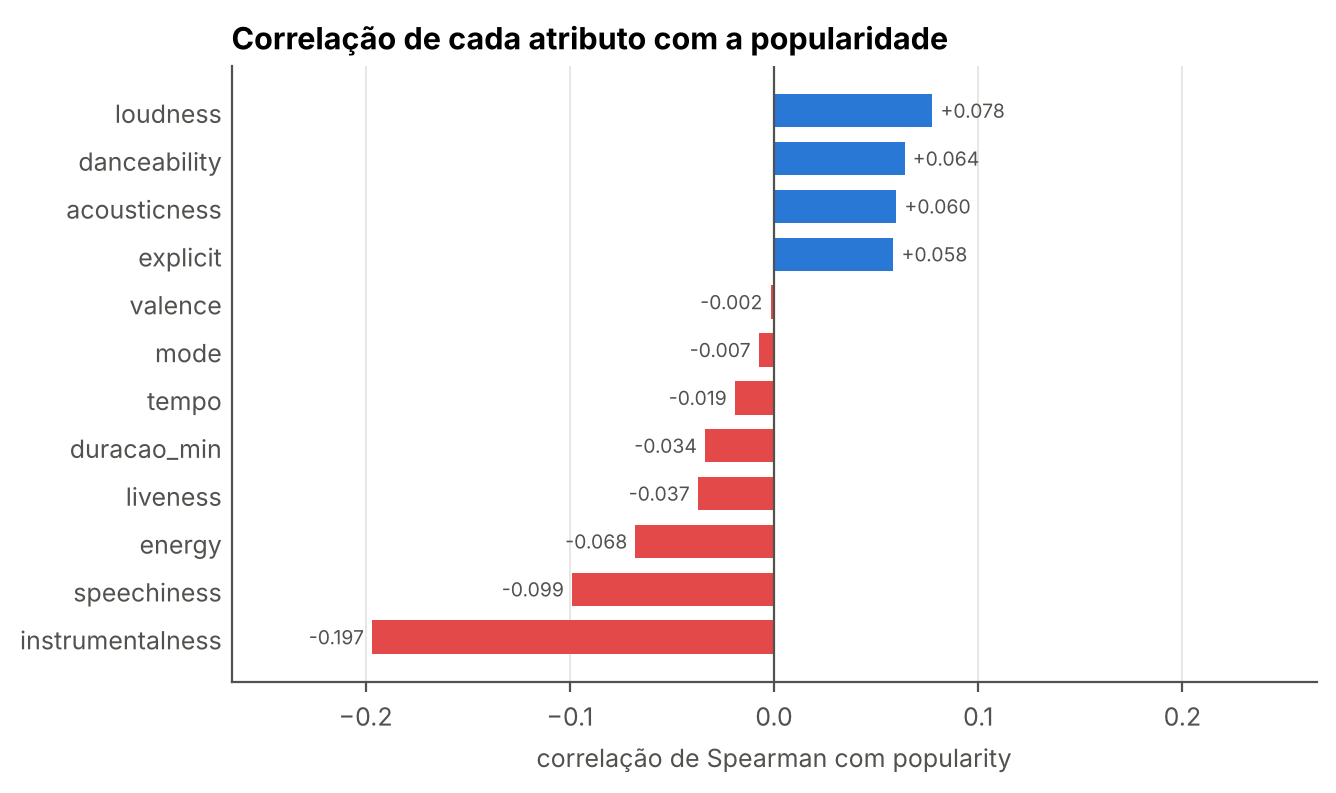 Correlação de cada atributo com a popularidade
loudness +0.078
danceability +0.064
acousticness +0.060
explicit +0.058
valence -0.002
mode -0.007
tempo -0.019
duracao_min -0.034
liveness -0.037
energy -0.068
speechiness -0.099
instrumentalness -0.197
−0.2 −0.1 0.0 0.1 0.2
correlação de Spearman com popularity